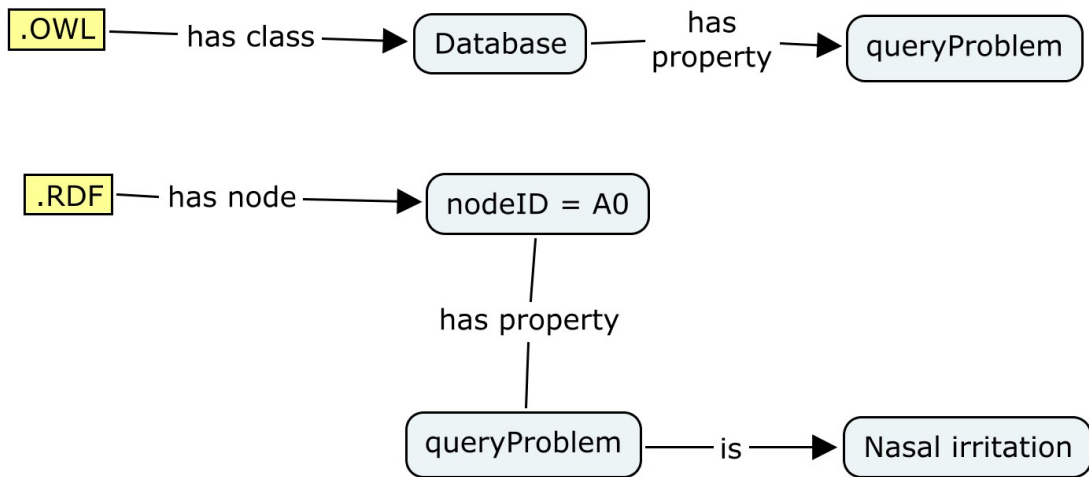 .OWL
has class
Database
has
property
queryProblem
.RDF
has node
nodeID = A0
has property
queryProblem
is
Nasal irritation